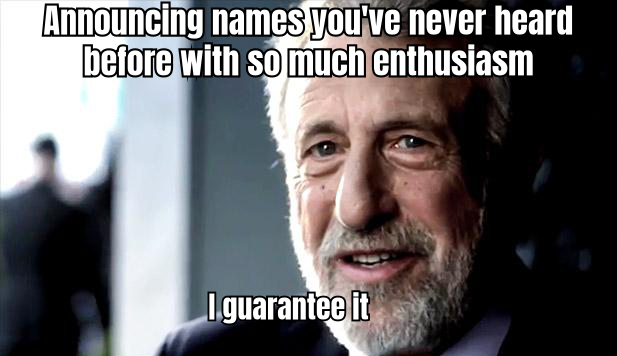 Announcing names you've never heard
before with so much enthusiasm
I guarantee it